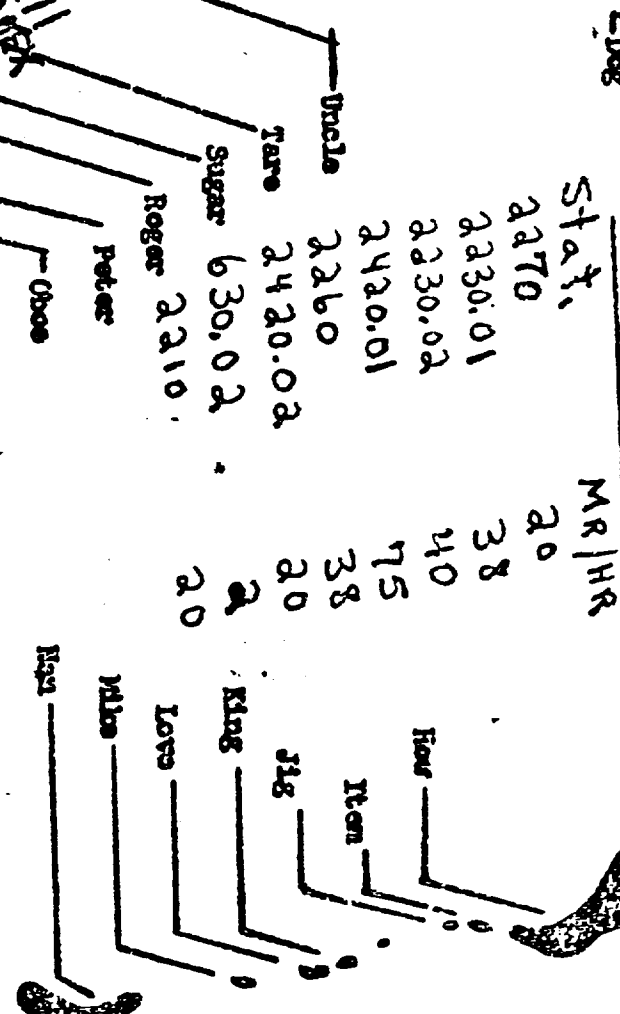 Dog
Stat. MR/HR
2270 20
2230.01 38
2230.02 40
2420.01 75
2260 38
2420.02 20
630.02 2
2210 20
Uncle
Tare
Sugar
Roger
Peter
Oboe
How
Item
Jig
King
Love
Mike
Nan